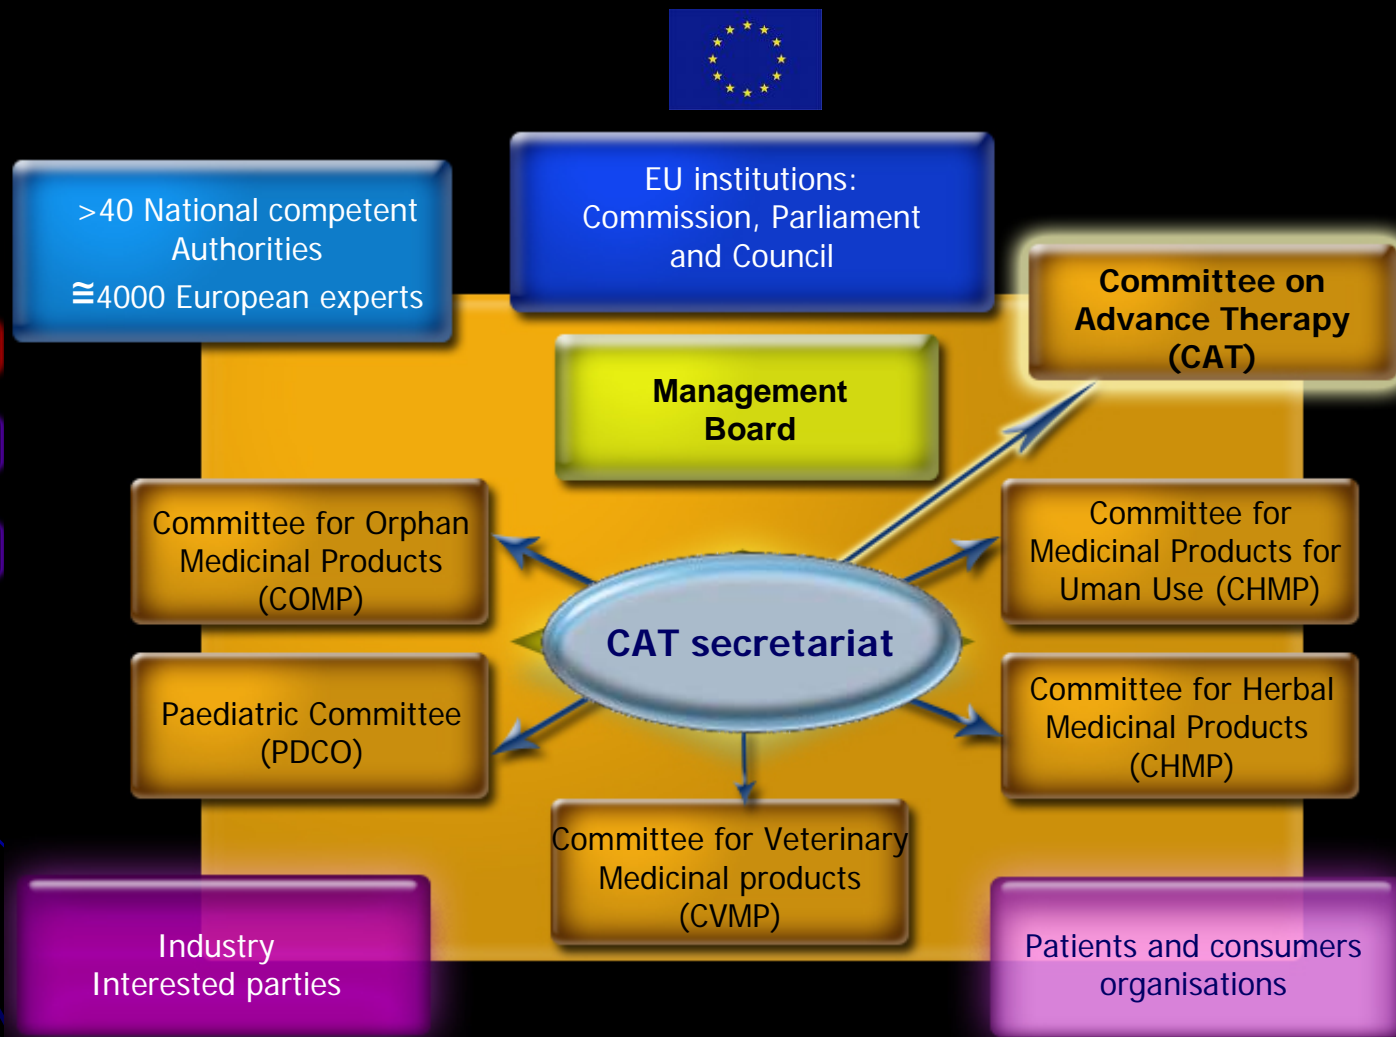 >40 National competent
Authorities
≅4000 European experts
EU institutions:
Commission, Parliament
and Council
Committee on
Advance Therapy
(CAT)
Management
Board
Committee for Orphan
Medicinal Products
(COMP)
Committee for
Medicinal Products for
Uman Use (CHMP)
CAT secretariat
Paediatric Committee
(PDCO)
Committee for Herbal
Medicinal Products
(CHMP)
Committee for Veterinary
Medicinal products
(CVMP)
Industry
Interested parties
Patients and consumers
organisations